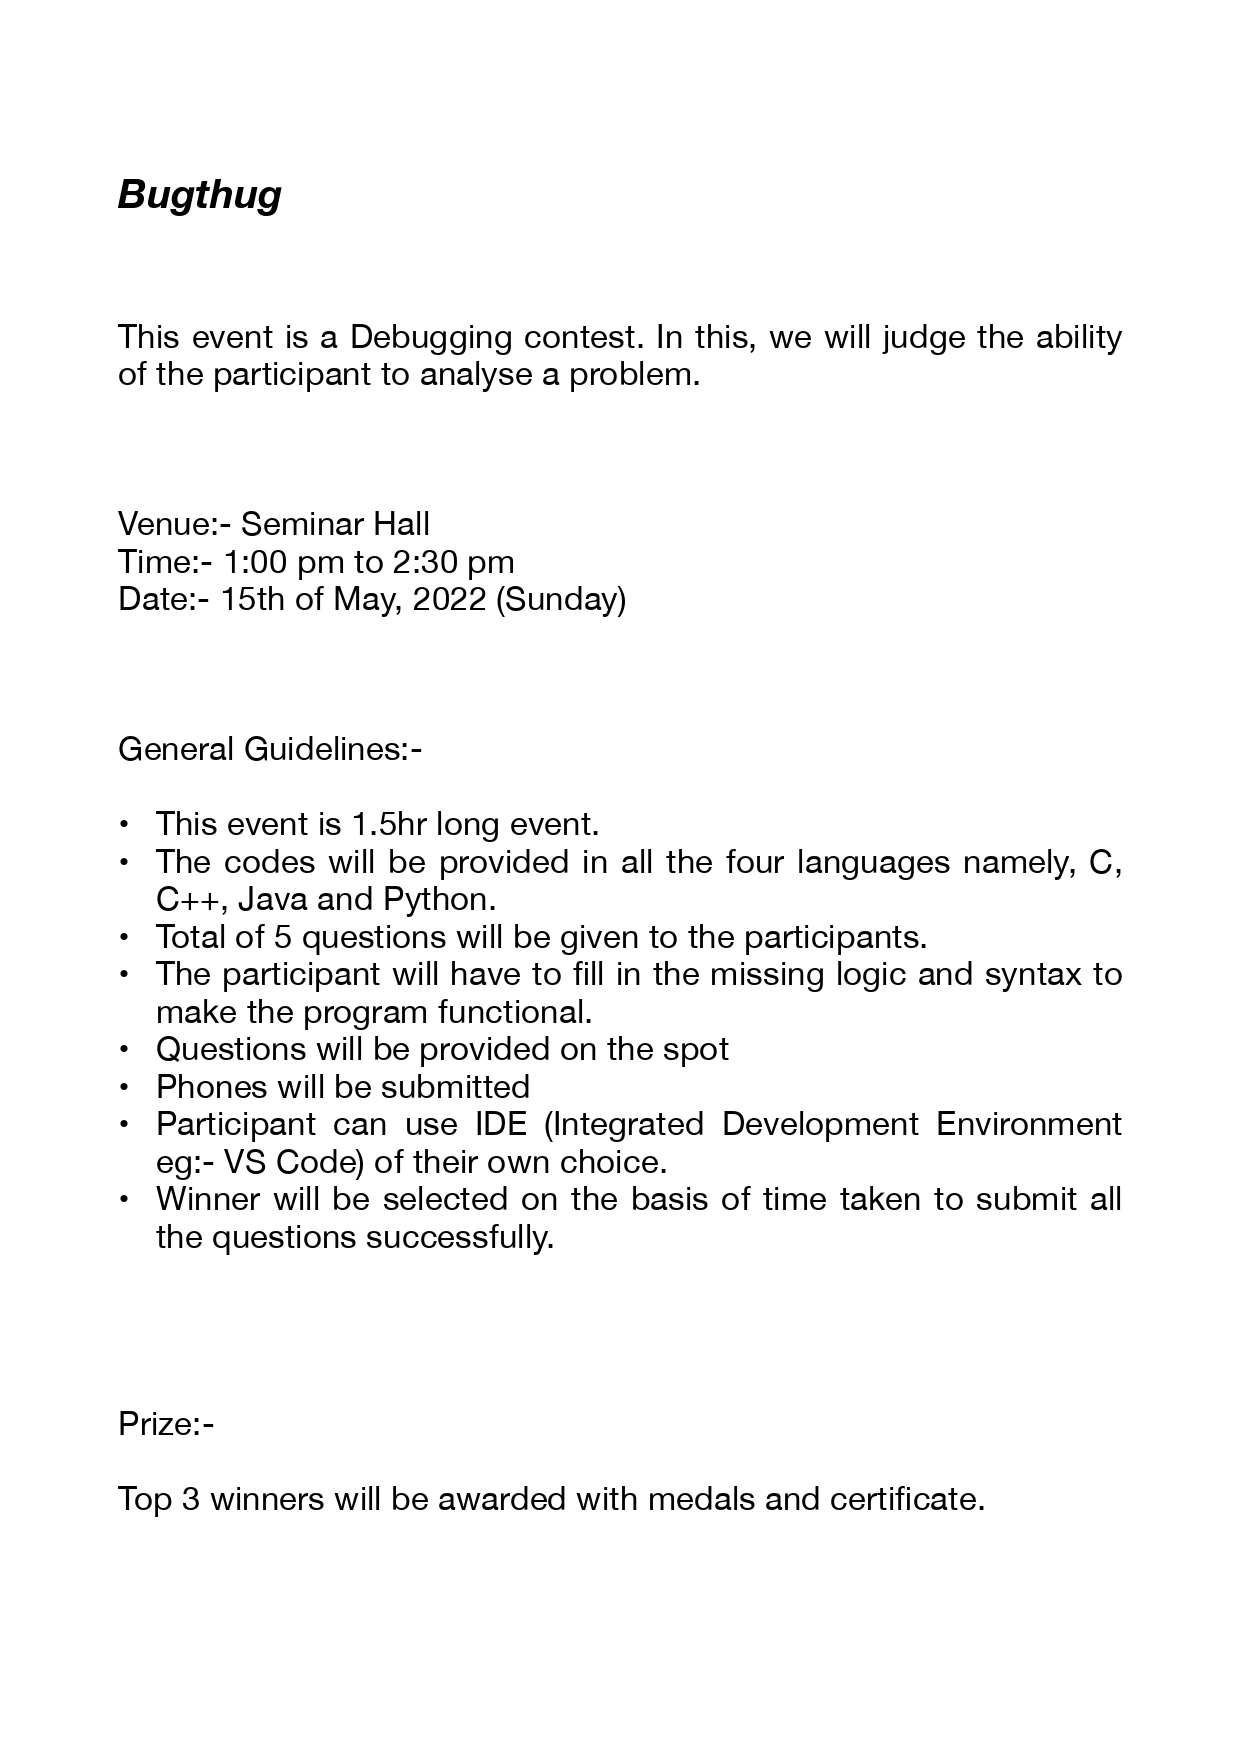 Bugthug
This event is a Debugging contest. In this, we will judge the ability
of the participant to analyse a problem.
Venue:- Seminar Hall
Time:- 1:00 pm to 2:30 pm
Date:- 15th of May, 2022 (Sunday)
General Guidelines:-
• This event is 1.5hr long event.
• The codes will be provided in all the four languages namely, C,
C++, Java and Python.
• Total of 5 questions will be given to the participants.
• The participant will have to fill in the missing logic and syntax to
make the program functional.
• Questions will be provided on the spot
• Phones will be submitted
• Participant can use IDE (Integrated Development Environment
eg:- VS Code) of their own choice.
• Winner will be selected on the basis of time taken to submit all
the questions successfully.
Prize:-
Top 3 winners will be awarded with medals and certificate.